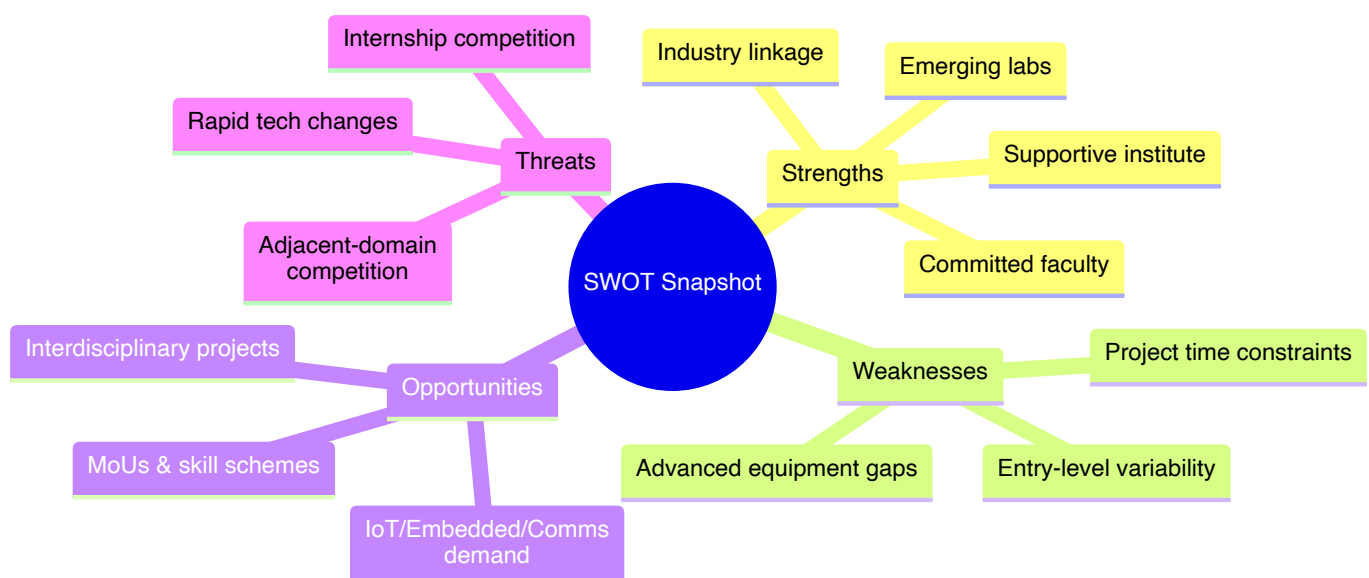 SWOT Snapshot
Strengths
Industry linkage
Emerging labs
Supportive institute
Committed faculty
Weaknesses
Project time constraints
Entry-level variability
Advanced equipment gaps
Opportunities
Interdisciplinary projects
MoUs & skill schemes
IoT/Embedded/Comms
demand
Threats
Internship competition
Rapid tech changes
Adjacent-domain
competition